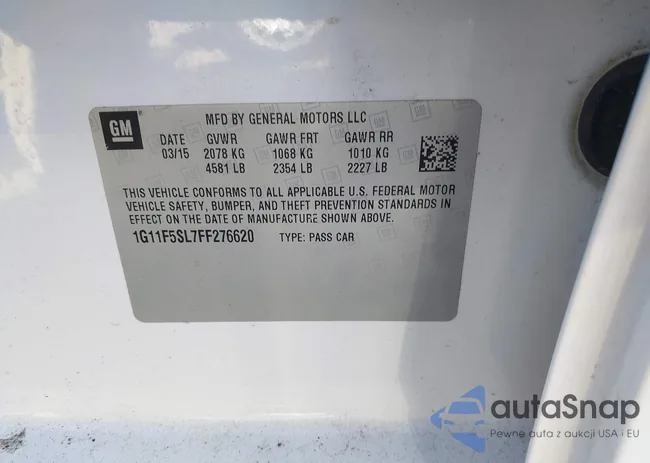 GM
MFD BY GENERAL MOTORS LLC
DATE GVWR GAWR FRT GAWR RR
03/15 2078 KG 1068 KG 1010 KG
4581 LB 2354 LB 2227 LB
THIS VEHICLE CONFORMS TO ALL APPLICABLE U.S. FEDERAL MOTOR
VEHICLE SAFETY, BUMPER, AND THEFT PREVENTION STANDARDS IN
EFFECT ON THE DATE OF MANUFACTURE SHOWN ABOVE.
1G11F5SL7FF276620 TYPE: PASS CAR
autaSnap
Pewne auta z aukcji USA i EU